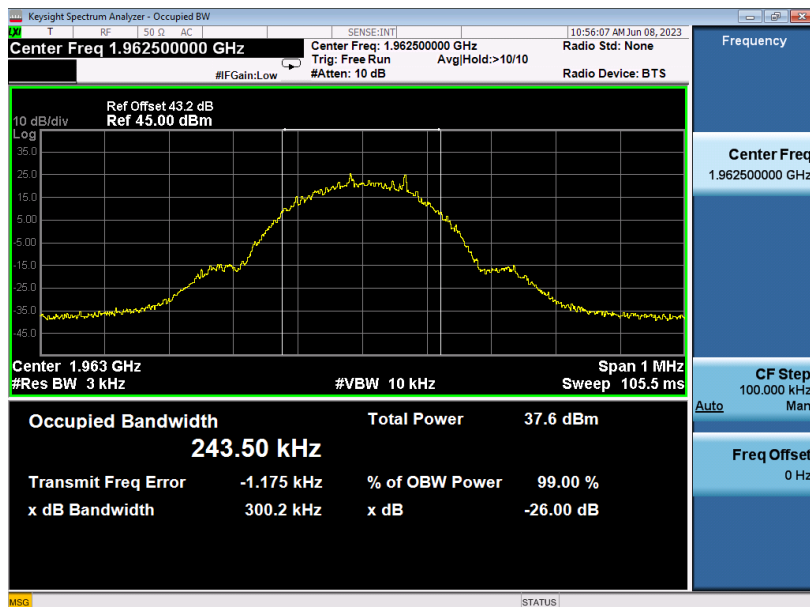 Keysight Spectrum Analyzer - Occupied BW
LXI T RF 50 Ω AC SENSE:INT 10:56:07 AM Jun 08, 2023
Center Freq 1.962500000 GHz
Center Freq: 1.962500000 GHz Radio Std: None
Trig: Free Run Avg|Hold:>10/10
#IFGain:Low #Atten: 10 dB Radio Device: BTS
Ref Offset 43.2 dB
10 dB/div Ref 45.00 dBm
Log
35.0
25.0
15.0
5.00
-5.00
-15.0
-25.0
-35.0
-45.0
Center 1.963 GHz Span 1 MHz
#Res BW 3 kHz #VBW 10 kHz Sweep 105.5 ms
Occupied Bandwidth Total Power 37.6 dBm
243.50 kHz
Transmit Freq Error -1.175 kHz % of OBW Power 99.00 %
x dB Bandwidth 300.2 kHz x dB -26.00 dB
MSG STATUS
Frequency
Center Freq
1.962500000 GHz
CF Step
100.000 kHz
Auto Man
Freq Offset
0 Hz